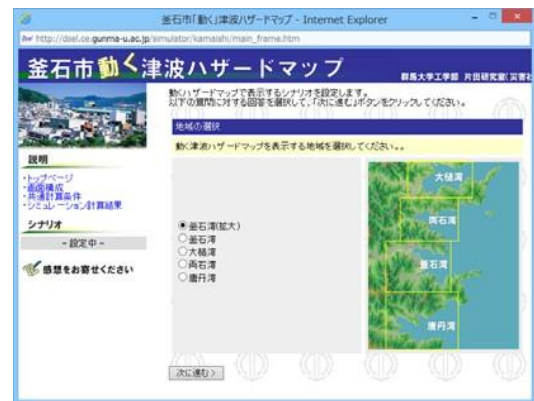 釜石市「動く」津波ハザードマップ - Internet Explorer
http://dsel.ce.gunma-u.ac.jp/simulator/kamaishi/main_frame.htm
釜石市動く津波ハザードマップ
群馬大学工学部 片田研究室(災害
動くハザードマップで表示するシナリオを設定します。
以下の質問に対する回答を選択して、「次に進む」ボタンをクリックしてください。
地域の選択
動く津波ハザードマップを表示する地域を選択してください。。
説明
・トップページ
・画面構成
・共通計算条件
・シミュレーション計算結果
シナリオ
- 設定中 -
感想をお寄せください
釜石湾(拡大)
釜石湾
大槌湾
両石湾
唐丹湾
大槌湾
両石湾
釜石湾
唐丹湾
次に進む >